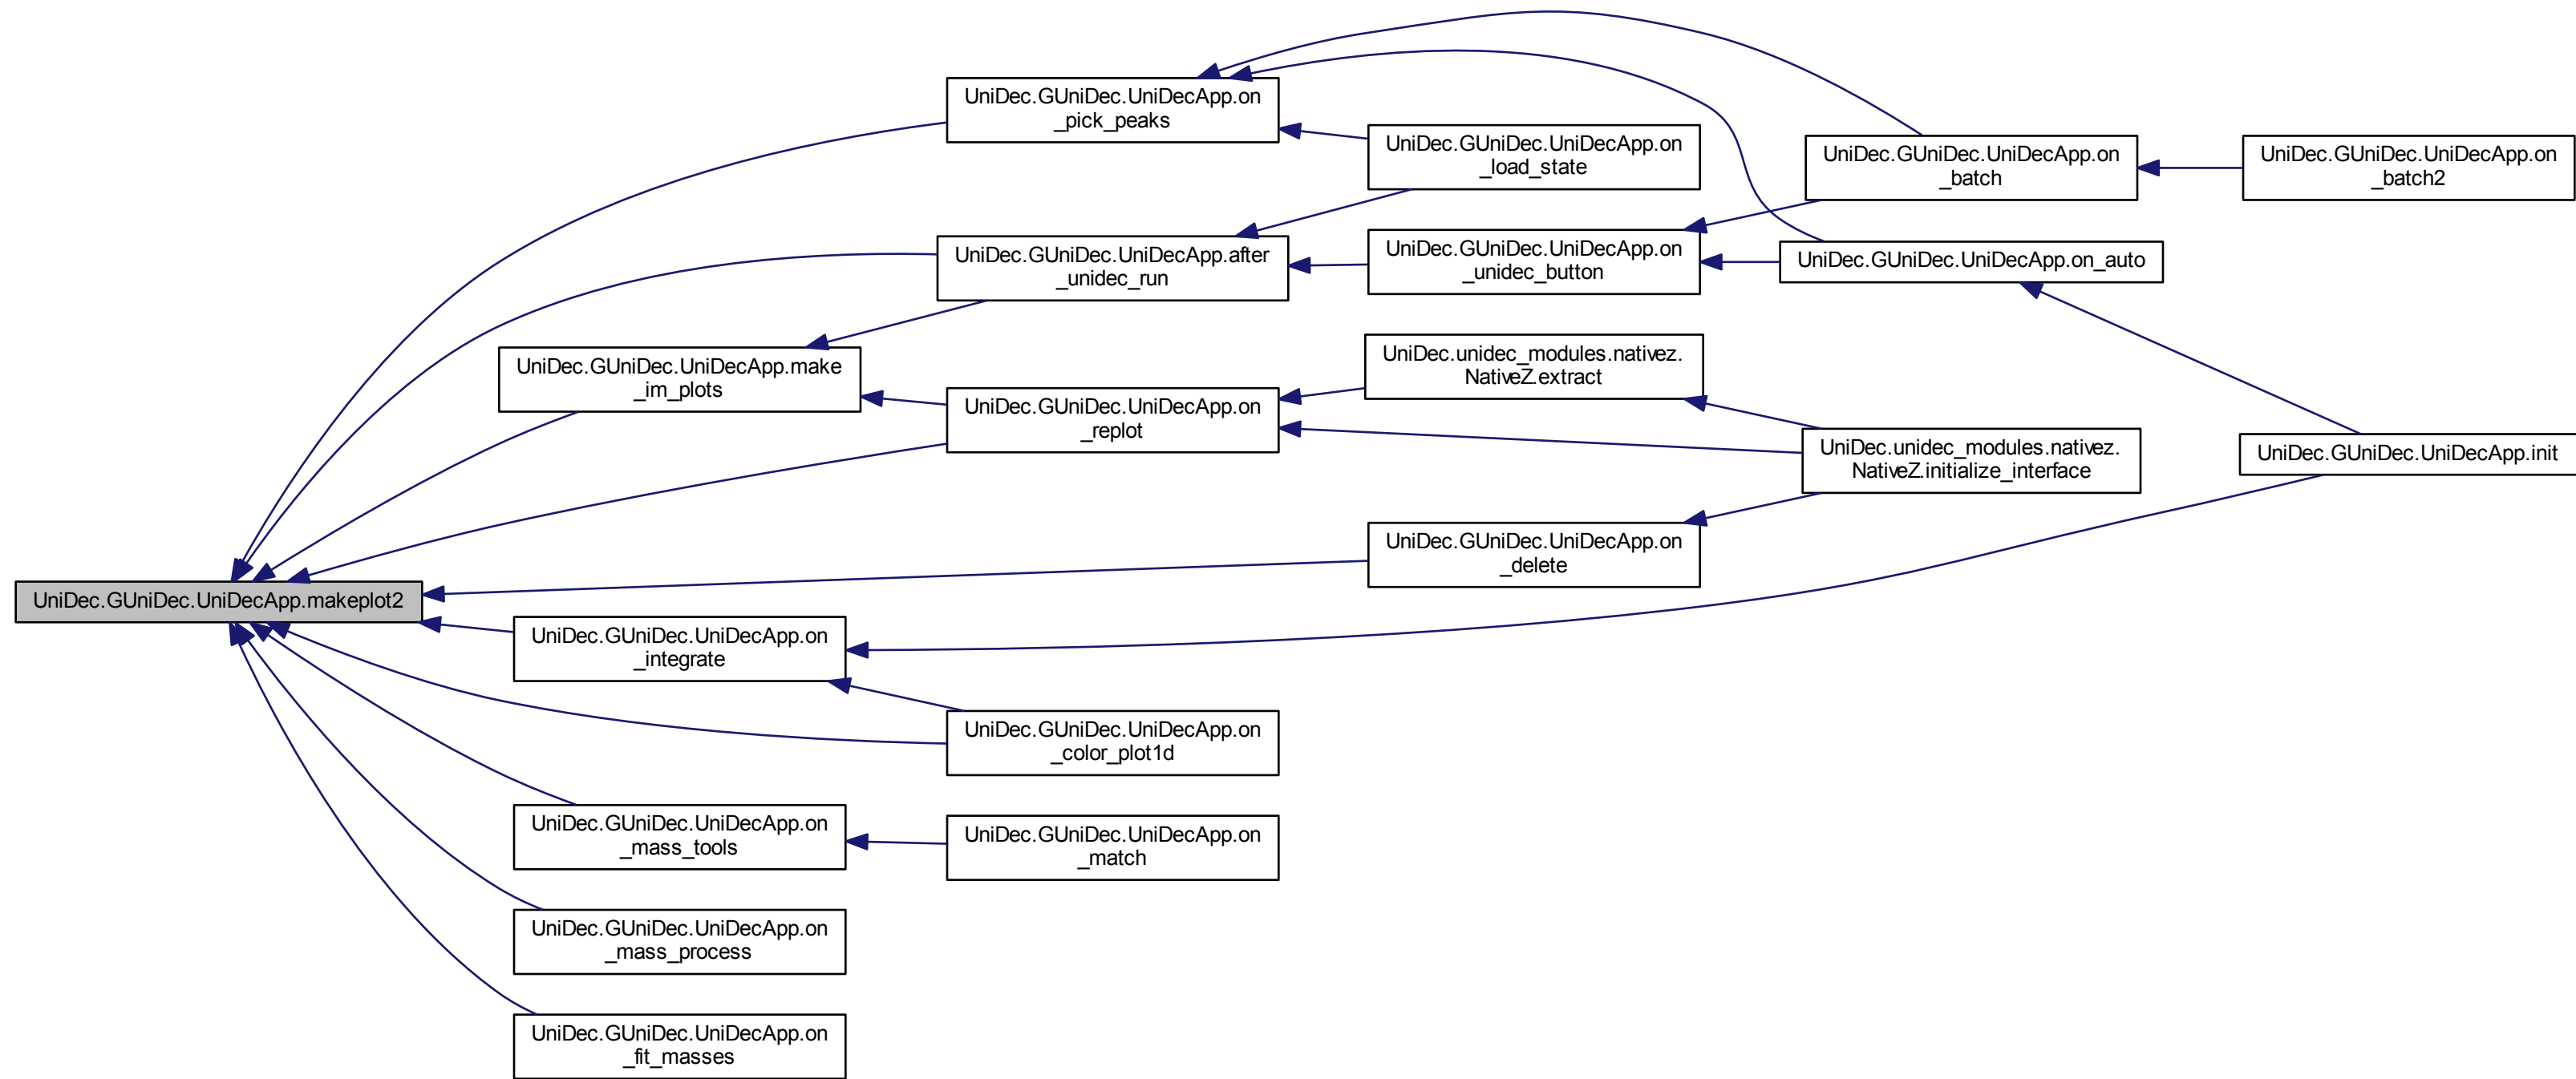 UniDec.GUniDec.UniDecApp.on
_pick_peaks
UniDec.GUniDec.UniDecApp.on
_load_state
UniDec.GUniDec.UniDecApp.on
_batch
UniDec.GUniDec.UniDecApp.on
_batch2
UniDec.GUniDec.UniDecApp.after
_unidec_run
UniDec.GUniDec.UniDecApp.on
_unidec_button
UniDec.GUniDec.UniDecApp.on_auto
UniDec.GUniDec.UniDecApp.make
_im_plots
UniDec.unidec_modules.nativez.
NativeZ.extract
UniDec.GUniDec.UniDecApp.on
_replot
UniDec.unidec_modules.nativez.
NativeZ.initialize_interface
UniDec.GUniDec.UniDecApp.init
UniDec.GUniDec.UniDecApp.on
_delete
UniDec.GUniDec.UniDecApp.makeplot2
UniDec.GUniDec.UniDecApp.on
_integrate
UniDec.GUniDec.UniDecApp.on
_color_plot1d
UniDec.GUniDec.UniDecApp.on
_mass_tools
UniDec.GUniDec.UniDecApp.on
_match
UniDec.GUniDec.UniDecApp.on
_mass_process
UniDec.GUniDec.UniDecApp.on
_fit_masses